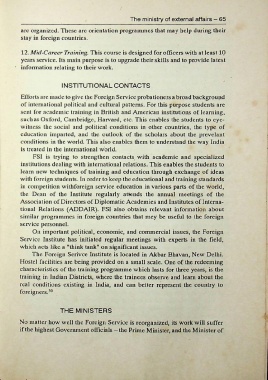 The ministry of external affairs – 65
are organized. These are orientation programmes that may help during their
stay in foreign countries.
12. Mid-Career Training. This course is designed for officers with at least 10
years service. Its main purpose is to upgrade their skills and to provide latest
information relating to their work.
INSTITUTIONAL CONTACTS
Efforts are made to give the Foreign Service probationers a broad background
of international political and cultural patterns. For this purpose students are
sent for academic training in British and American institutions of learning,
such as Oxford, Cambridge, Harvard, etc. This enables the students to eye-
witness the social and political conditions in other countries, the type of
education imparted, and the outlook of the scholars about the prevelant
conditions in the world. This also enables them to understand the way India
is treated in the international world.
FSI is trying to strengthen contacts with academic and specialized
institutions dealing with international relations. This enables the students to
learn new techniques of training and education through exchange of ideas
with foreign students. In order to keep the educational and training standards
in competition with foreign service education in various parts of the world,
the Dean of the Institute regularly attends the annual meetings of the
Association of Directors of Diplomatic Academies and Institutes of Interna-
tional Relations (ADDAIR). FSI also obtains relevant information about
similar programmes in foreign countries that may be useful to the foreign
service personnel.
On important political, economic, and commercial issues, the Foreign
Service Institute has initiated regular meetings with experts in the field,
which acts like a "think tank" on significant issues.
The Foreign Service Institute is located in Akbar Bhavan, New Delhi.
Hostel facilities are being provided on a small scale. One of the redeeming
characteristics of the training programme which lasts for three years, is the
training in Indian Districts, where the trainees observe and learn about the
real conditions existing in India, and can better represent the country to
foreigners.
THE MINISTERS
No matter how well the Foreign Service is reorganized, its work will suffer
if the highest Government officials – the Prime Minister, and the Minister of